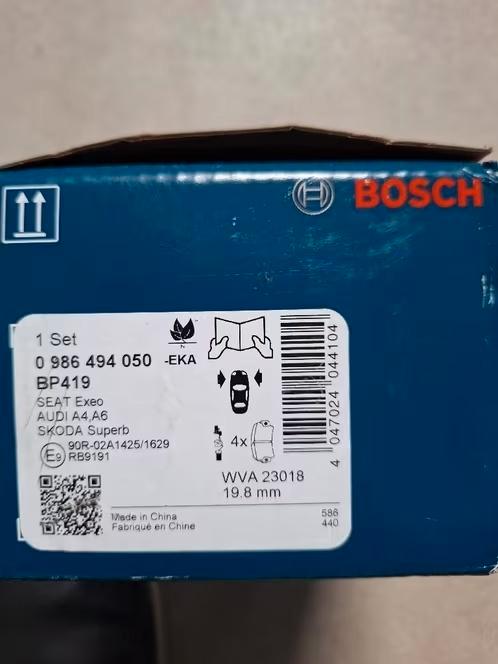 BOSCH
1 Set
0 986 494 050 -EKA
BP419
SEAT Exeo
AUDI A4,A6
SKODA Superb
E9 90R-02A1425/1629
RB9191
N
4x
WVA 23018
19.8 mm
4 047024 044104
Made in China
Fabriqué en Chine
586
440